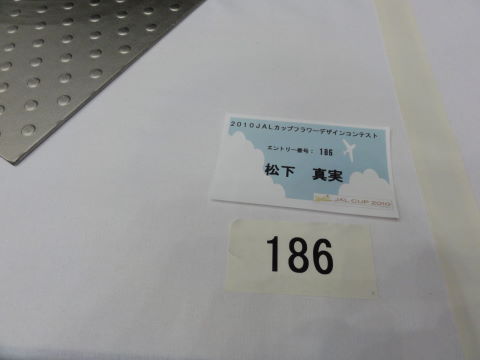 2010JALカップフラワーデザインコンテスト
エントリー番号: 186
松下 真実
JAL CUP 2010
186